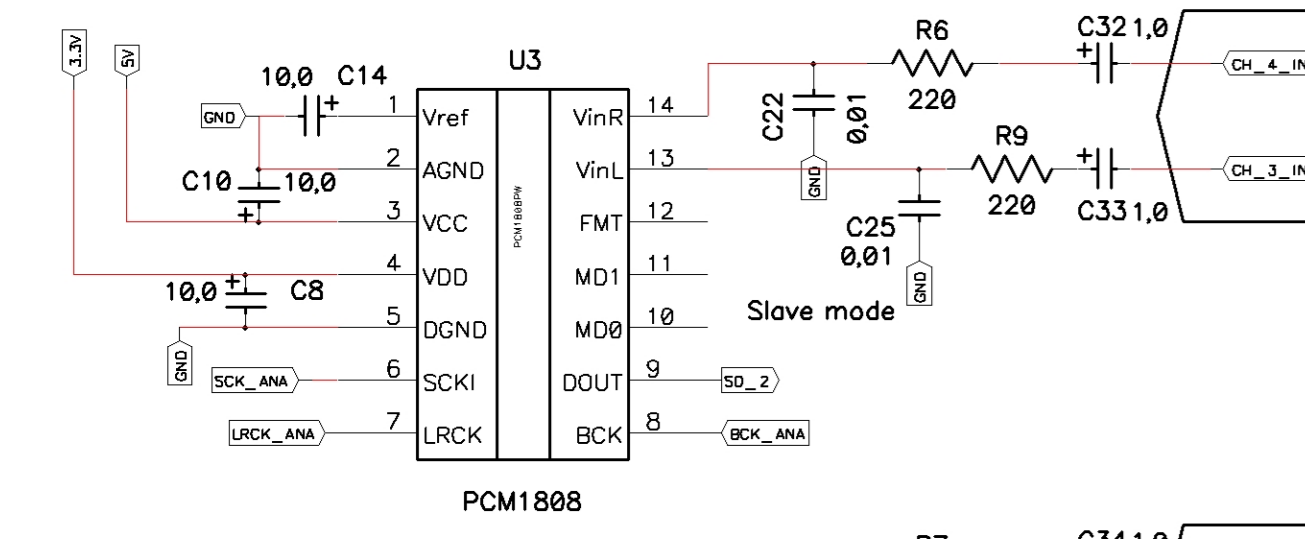 3.3V
5V
10,0 C14
U3
R6
220
C32 1,0
CH_4_IN
GND
1
Vref
VinR
14
C22
0,01
GND
2
AGND
VinL
13
R9
220
C33 1,0
CH_3_IN
C10 10,0
3
VCC
PCM1808PW
FMT
12
C25
0,01
GND
4
VDD
MD1
11
10,0 C8
Slave mode
5
DGND
MD0
10
GND
SCK_ANA
6
SCKI
DOUT
9
SD_2
LRCK_ANA
7
LRCK
BCK
8
BCK_ANA
PCM1808
C34 1,0